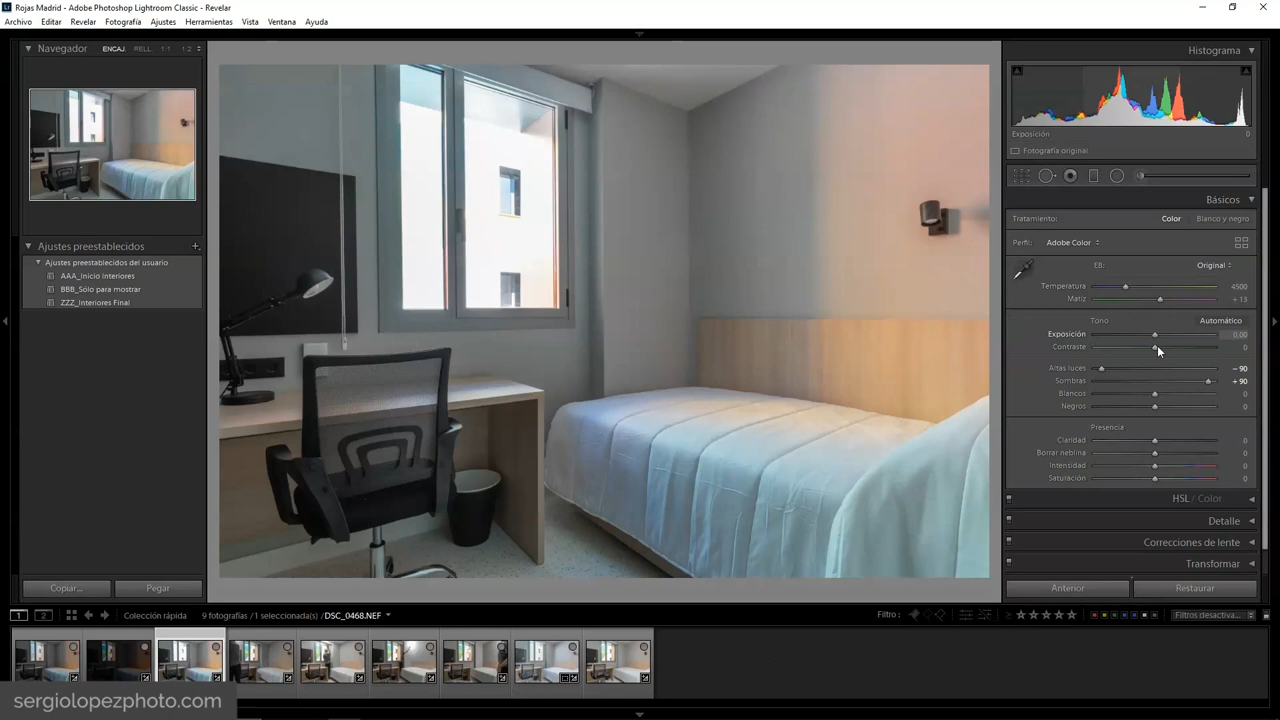 Rojas Madrid - Adobe Photoshop Lightroom Classic - Revelar
Archivos Editar Revelar Fotografía Ajustes Herramientas Vista Ventana Ayuda
Navegador ENCAJ. RELL. 1:1 1:2
Ajustes preestablecidos
Ajustes preestablecidos del usuario
AAA_Inicio Interiores
BBB_Sólo para mostrar
ZZZ_Interiores Final
Copiar... Pegar
Histograma
Exposición 0
Fotografía original
Básicos
Tratamiento: Color Blanco y negro
Perfil: Adobe Color
EB: Original
Temperatura 4500
Matiz + 13
Tono Automático
Exposición 0,00
Contraste 0
Altas luces – 90
Sombras + 90
Blancos 0
Negros 0
Presencia
Claridad 0
Borrar neblina 0
Intensidad 0
Saturación 0
HSL / Color
Detalle
Correcciones de lente
Transformar
Anterior Restaurar
1 2 Colección rápida 9 fotografías /1 seleccionada(s) /DSC_0468.NEF Filtro : Filtros desactiva...
sergiolopezphoto.com